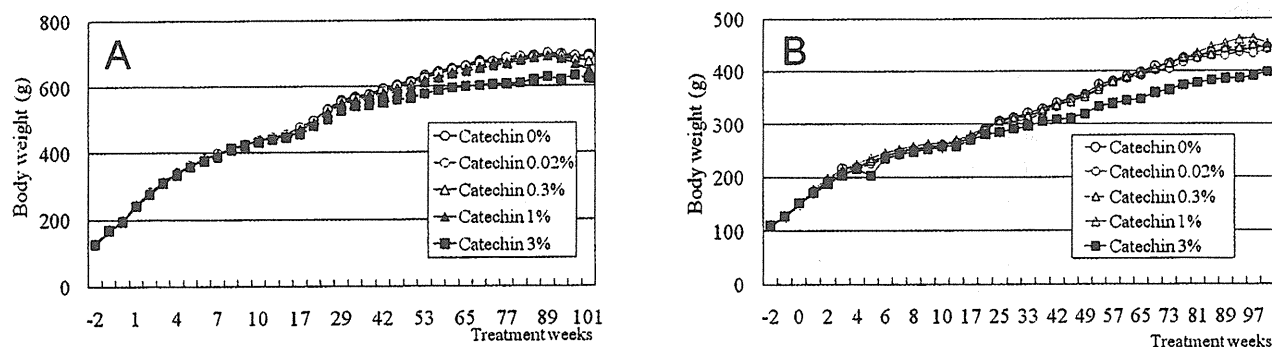 A
Body weight (g)
800
600
400
200
0
Catechin 0%
Catechin 0.02%
Catechin 0.3%
Catechin 1%
Catechin 3%
-2 1 4 7 10 17 29 42 53 65 77 89 101
Treatment weeks
B
Body weight (g)
500
400
300
200
100
0
Catechin 0%
Catechin 0.02%
Catechin 0.3%
Catechin 1%
Catechin 3%
-2 0 2 4 6 8 10 17 25 33 42 49 57 65 73 81 89 97
Treatment weeks